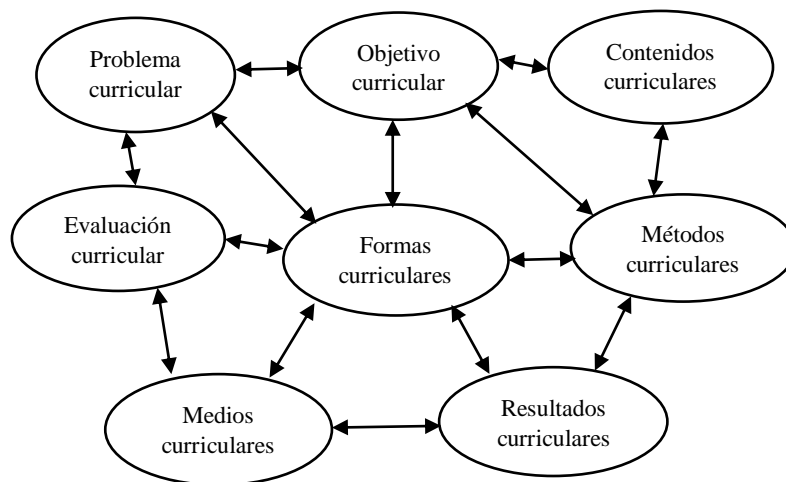 Problema
curricular
Objetivo
curricular
Contenidos
curriculares
Evaluación
curricular
Formas
curriculares
Métodos
curriculares
Medios
curriculares
Resultados
curriculares